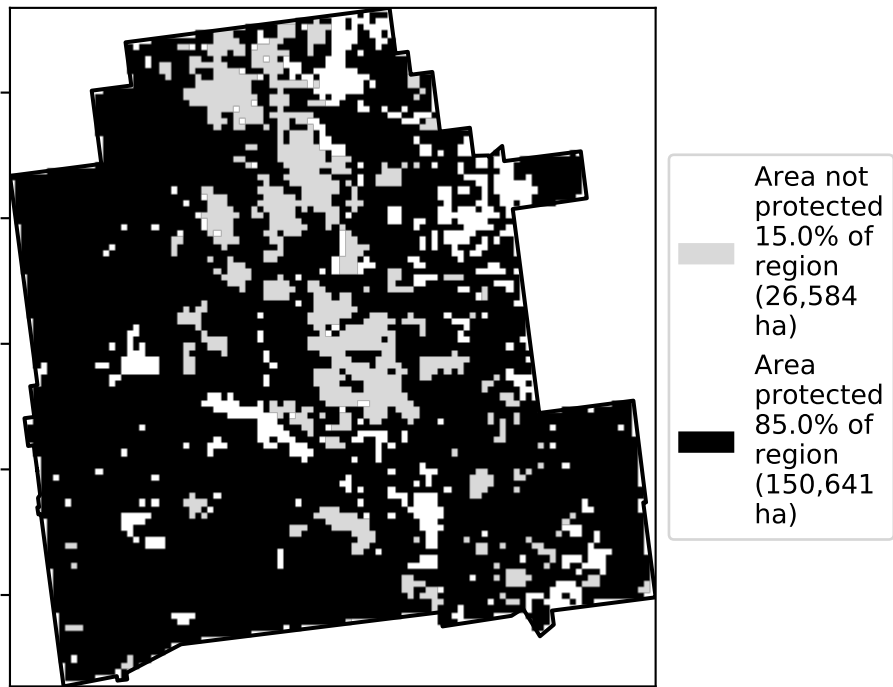 Area not
protected
15.0% of
region
(26,584
ha)
Area
protected
85.0% of
region
(150,641
ha)